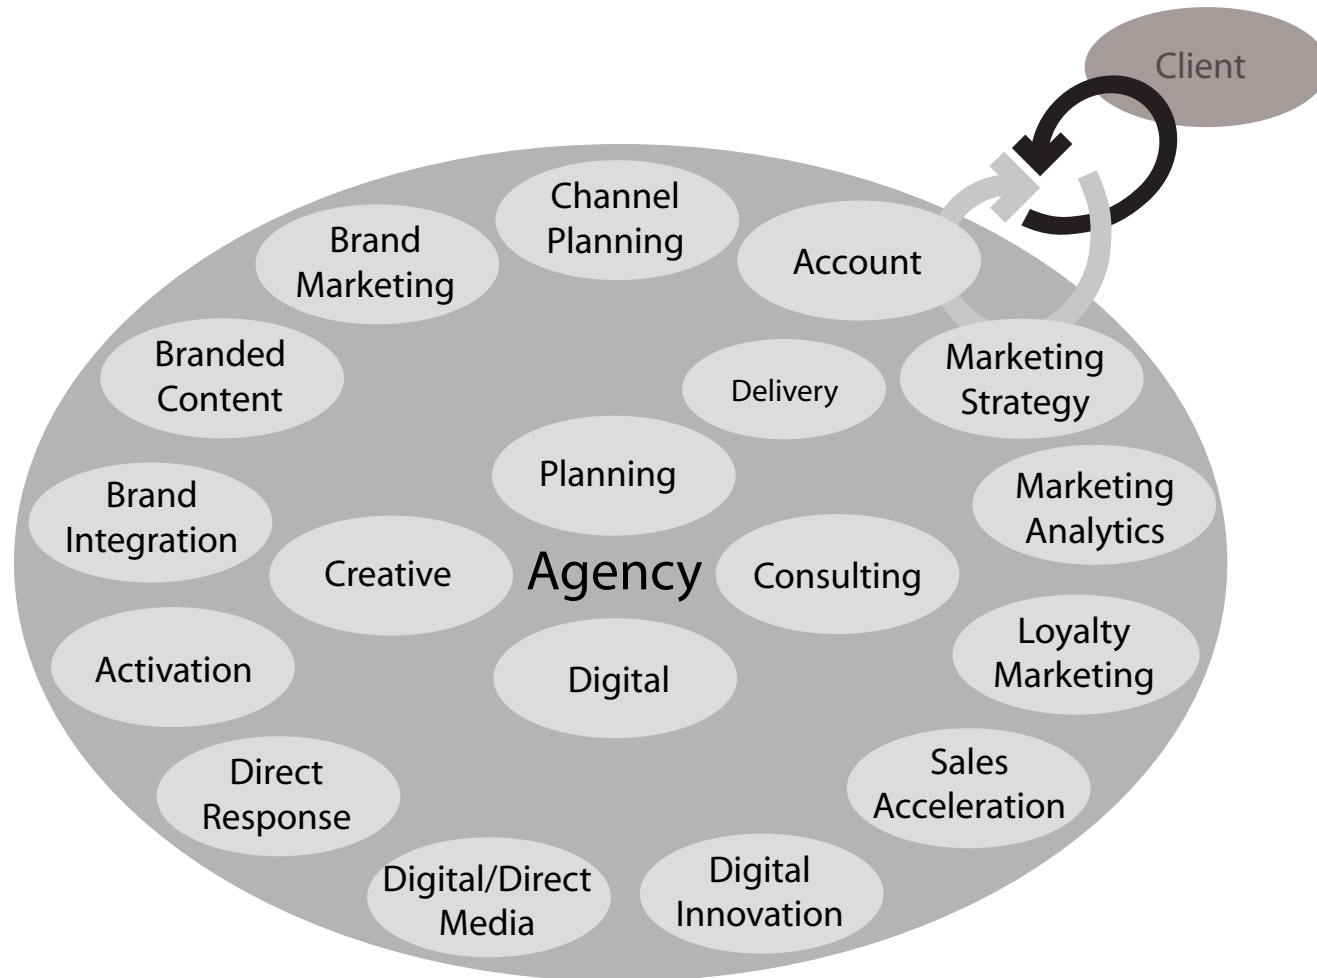 Client
Channel
Planning
Brand
Marketing
Account
Branded
Content
Marketing
Strategy
Delivery
Planning
Marketing
Analytics
Brand
Integration
Creative
Agency
Consulting
Loyalty
Marketing
Activation
Digital
Direct
Response
Sales
Acceleration
Digital/Direct
Media
Digital
Innovation